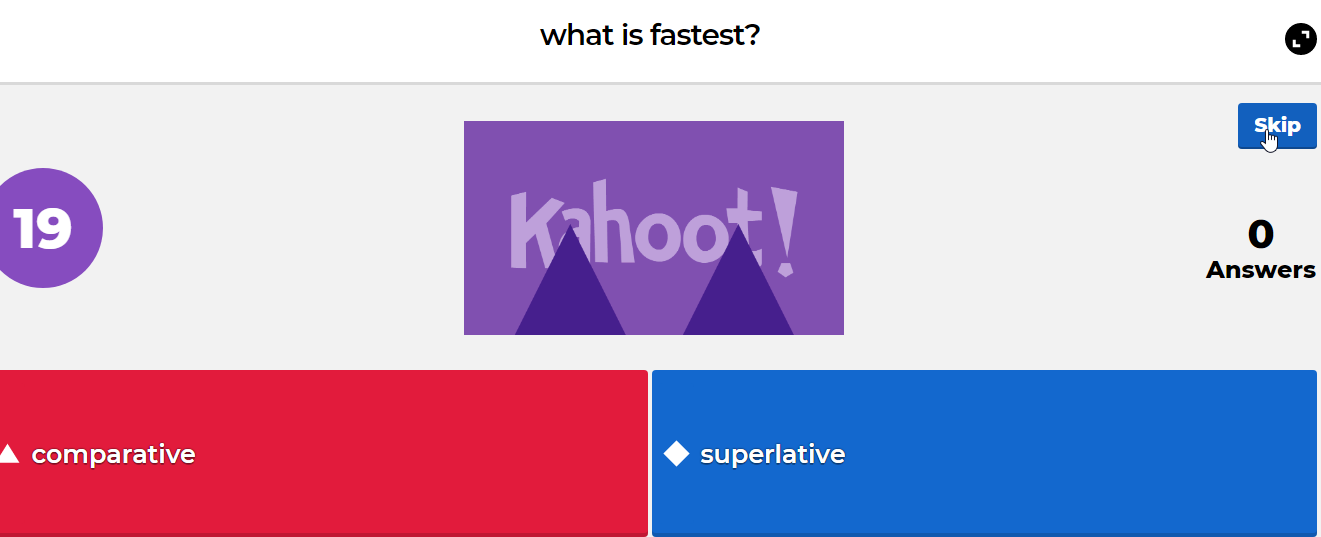 what is fastest?
Skip
19
Kahoot!
0
Answers
comparative
superlative